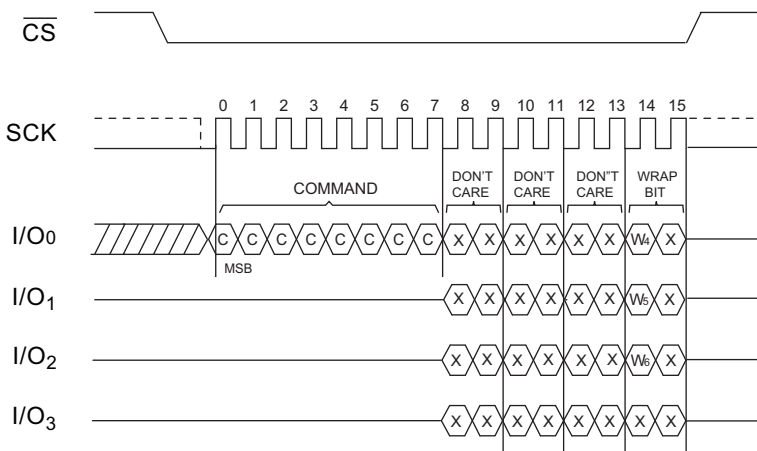 CS
0 1 2 3 4 5 6 7 8 9 10 11 12 13 14 15
SCK
COMMAND
DON'T CARE
DON'T CARE
DON"T CARE
WRAP BIT
I/O0 C C C C C C C C X X X X X X W4 X
MSB
I/O1 X X X X X X W5 X
I/O2 X X X X X X W6 X
I/O3 X X X X X X X X